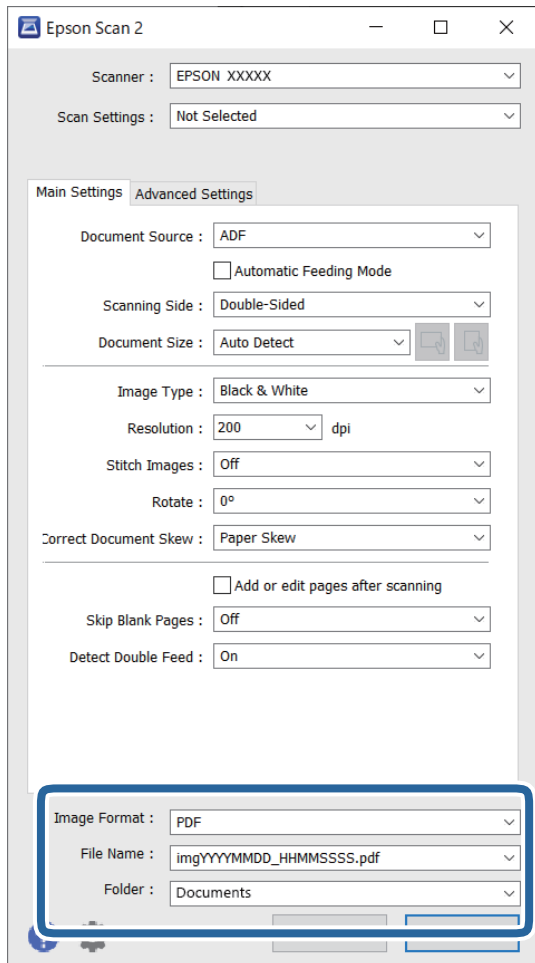 Epson Scan 2
Scanner : EPSON XXXXX
Scan Settings : Not Selected
Main Settings Advanced Settings
Document Source : ADF
Automatic Feeding Mode
Scanning Side : Double-Sided
Document Size : Auto Detect
Image Type : Black & White
Resolution : 200 dpi
Stitch Images : Off
Rotate : 0°
Correct Document Skew : Paper Skew
Add or edit pages after scanning
Skip Blank Pages : Off
Detect Double Feed : On
Image Format : PDF
File Name : imgYYYYMMDD_HHMMSSSS.pdf
Folder : Documents